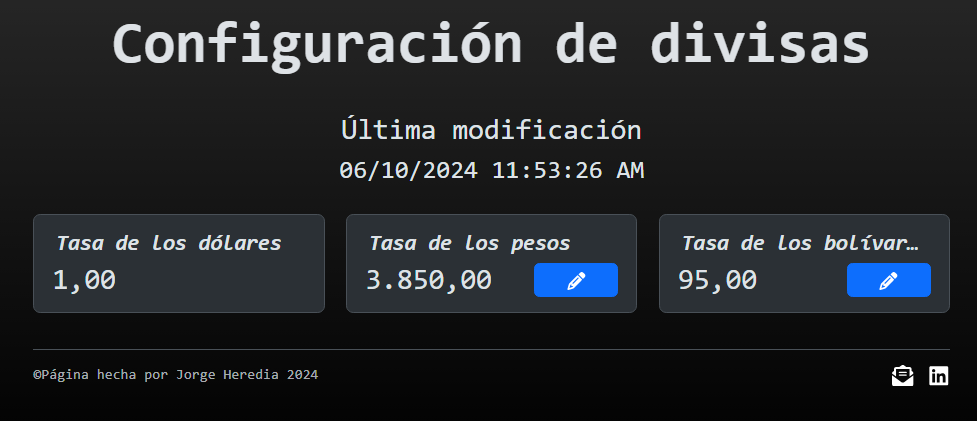 Configuración de divisas
Última modificación
06/10/2024 11:53:26 AM
Tasa de los dólares
1,00
Tasa de los pesos
3.850,00
Tasa de los bolívar…
95,00
©Página hecha por Jorge Heredia 2024
in